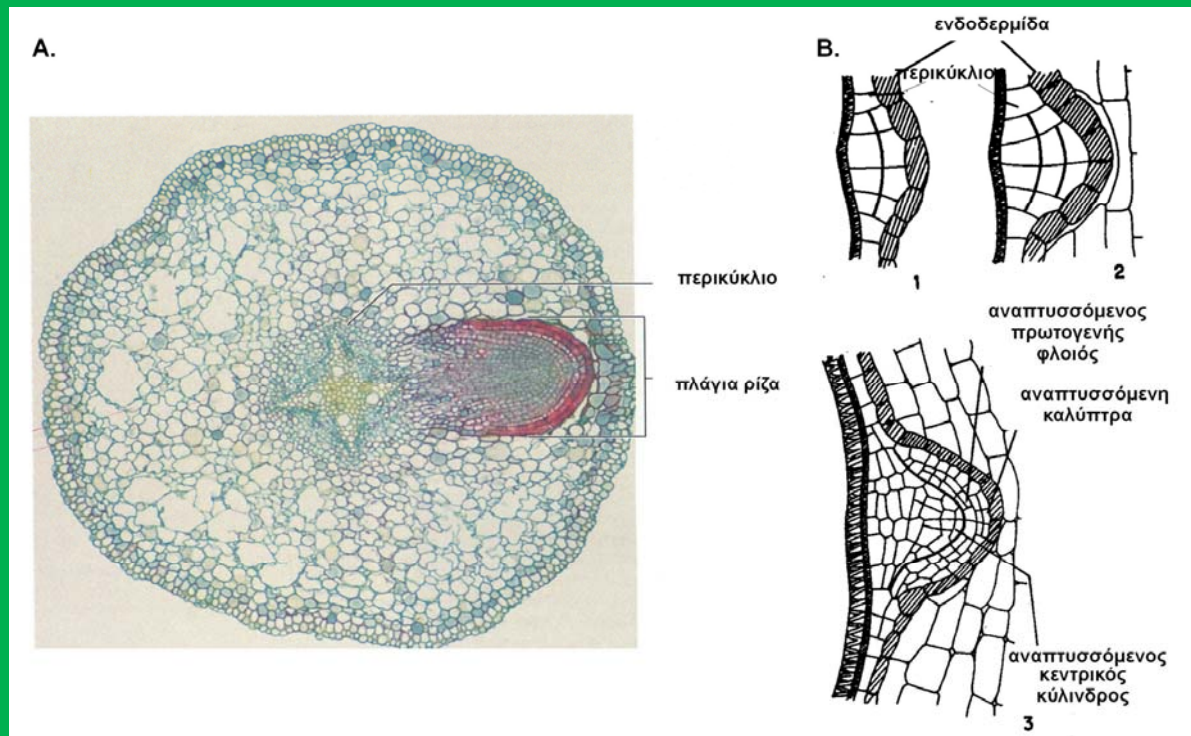 A.
περικύκλιο
πλάγια ρίζα
B.
ενδοδερμίδα
περικύκλιο
1
2
αναπτυσσόμενος
πρωτογενής
φλοιός
αναπτυσσόμενη
καλύπτρα
αναπτυσσόμενος
κεντρικός
κύλινδρος
3